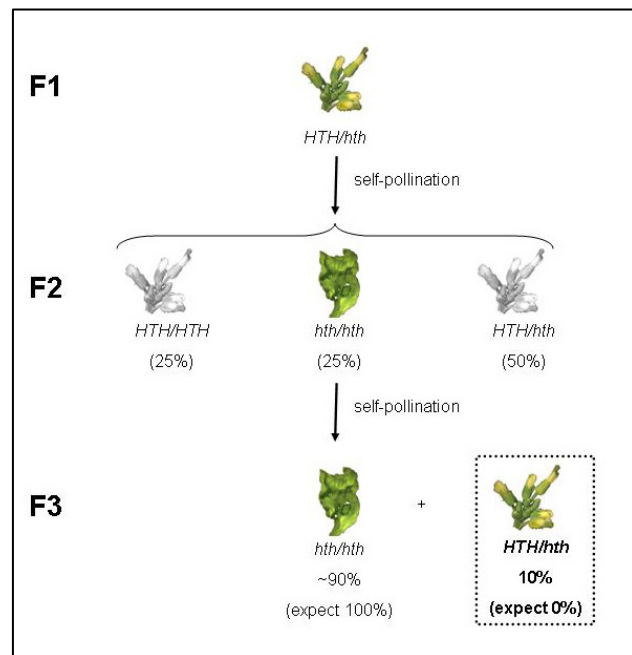 F1
HTH/hth
self-pollination
F2
HTH/HTH hth/hth HTH/hth
(25%) (25%) (50%)
self-pollination
F3
+
hth/hth HTH/hth
~90% 10%
(expect 100%) (expect 0%)